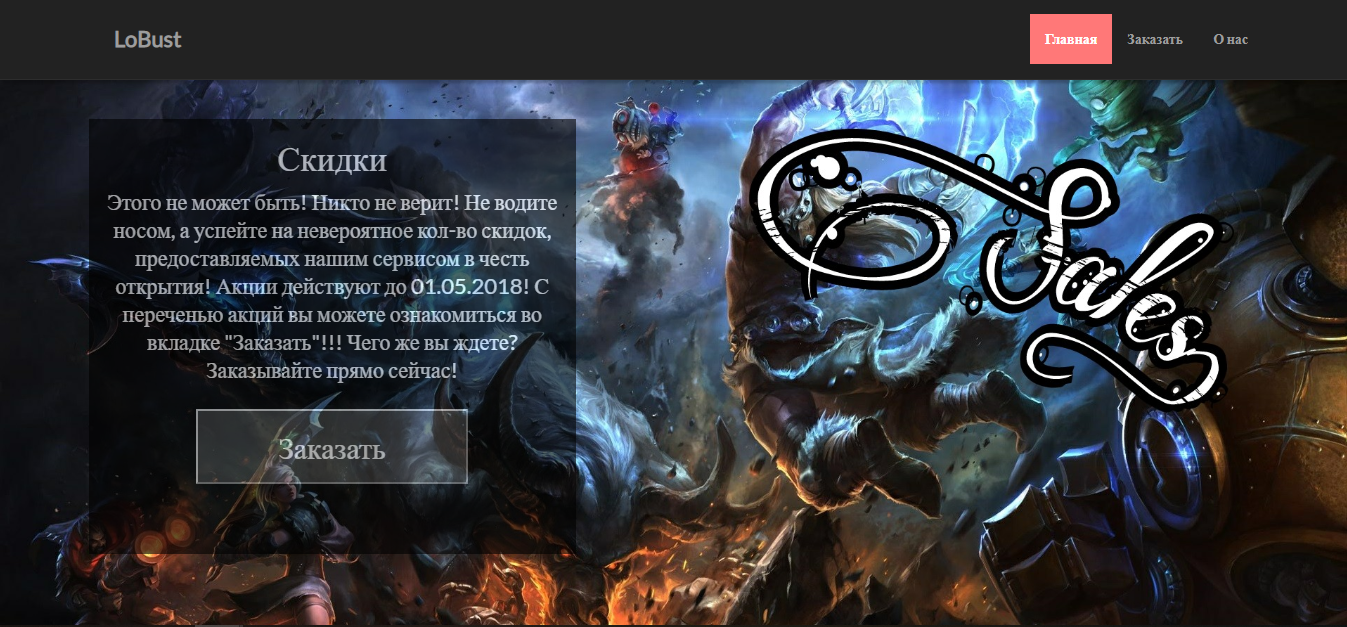 LoBust
Главная Заказать О нас
Скидки
Этого не может быть! Никто не верит! Не водите
носом, а успейте на невероятное кол-во скидок,
предоставляемых нашим сервисом в честь
открытия! Акции действуют до 01.05.2018! С
переченью акций вы можете ознакомиться во
вкладке "Заказать"!!! Чего же вы ждете?
Заказывайте прямо сейчас!
Заказать
Sales